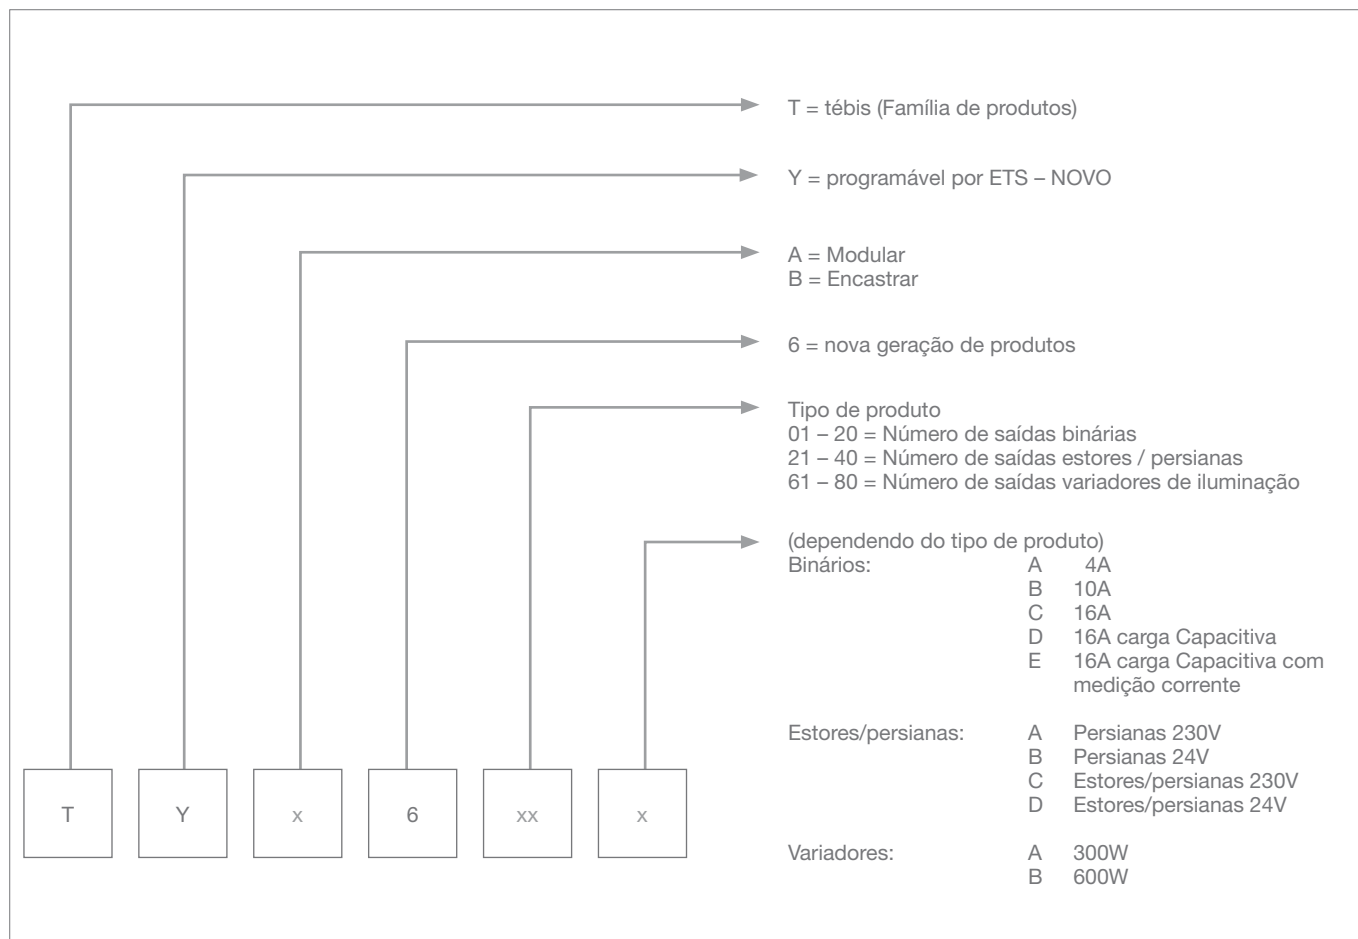 T = tébis (Família de produtos)
Y = programável por ETS – NOVO
A = Modular
B = Encastrar
6 = nova geração de produtos
Tipo de produto
01 – 20 = Número de saídas binárias
21 – 40 = Número de saídas estores / persianas
61 – 80 = Número de saídas variadores de iluminação
(dependendo do tipo de produto)
Binários: A 4A
B 10A
C 16A
D 16A carga Capacitiva
E 16A carga Capacitiva com
medição corrente
Estores/persianas: A Persianas 230V
B Persianas 24V
C Estores/persianas 230V
D Estores/persianas 24V
Variadores: A 300W
B 600W
T Y x 6 xx x